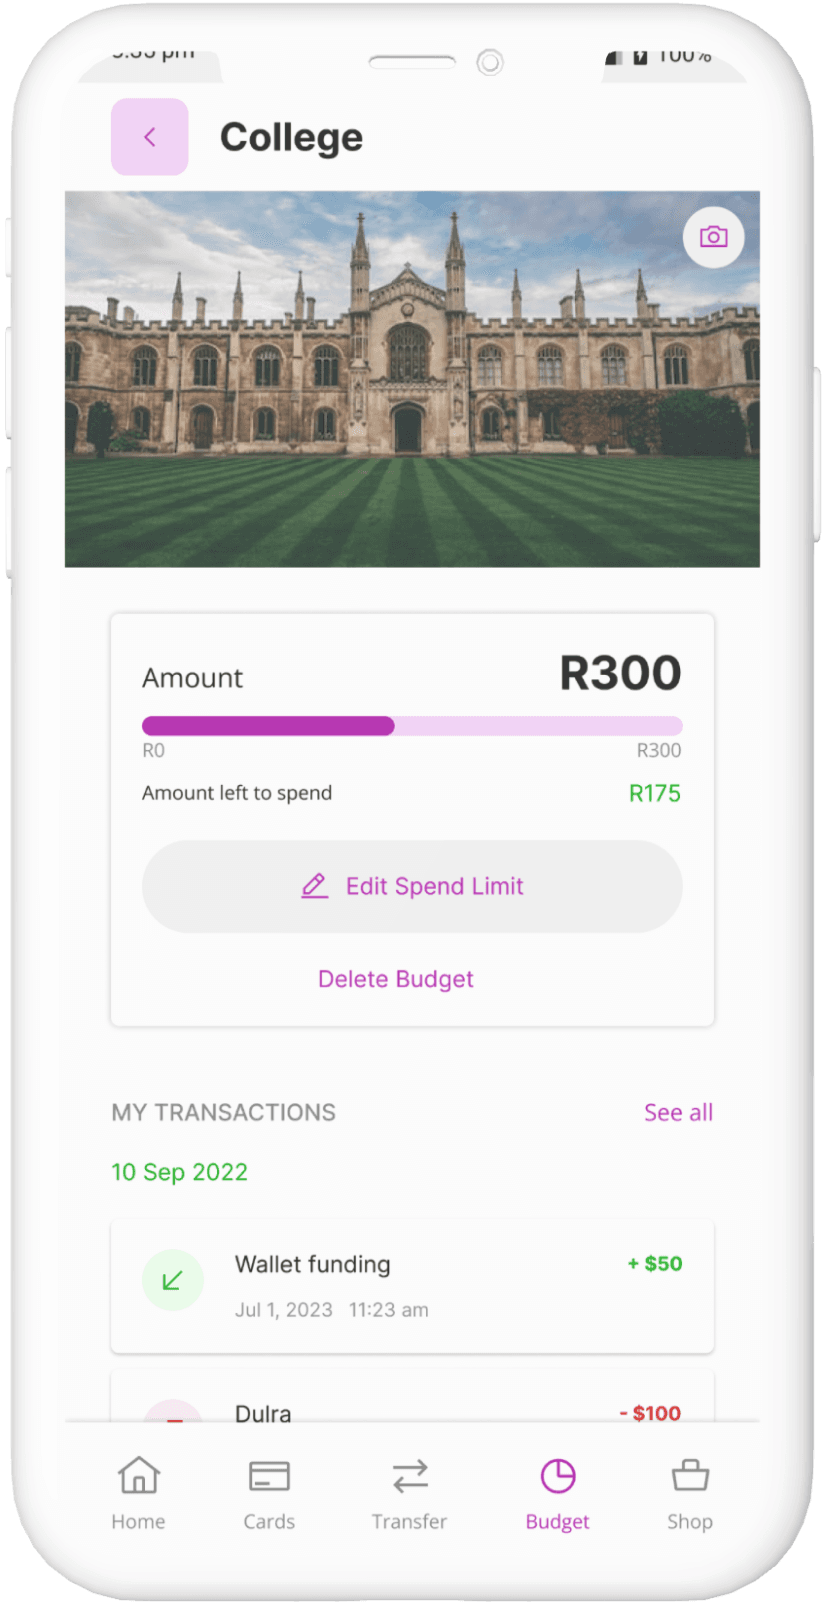 100%
College
Amount R300
R0 R300
Amount left to spend R175
Edit Spend Limit
Delete Budget
MY TRANSACTIONS See all
10 Sep 2022
Wallet funding + $50
Jul 1, 2023 11:23 am
Dulra - $100
Home Cards Transfer Budget Shop